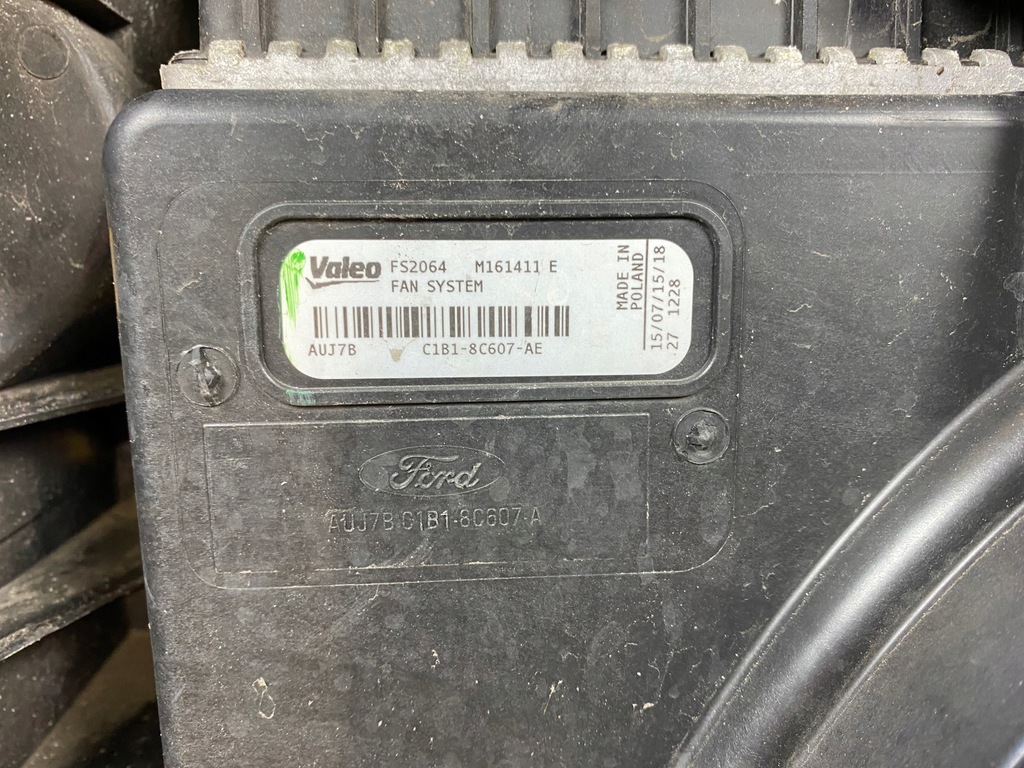 Valeo FS2064 M161411 E
FAN SYSTEM
AUJ7B C1B1-8C607-AE
MADE IN
POLAND
15/07/15/18
27 1228
Ford
AUJ7B C1B1-8C607-A